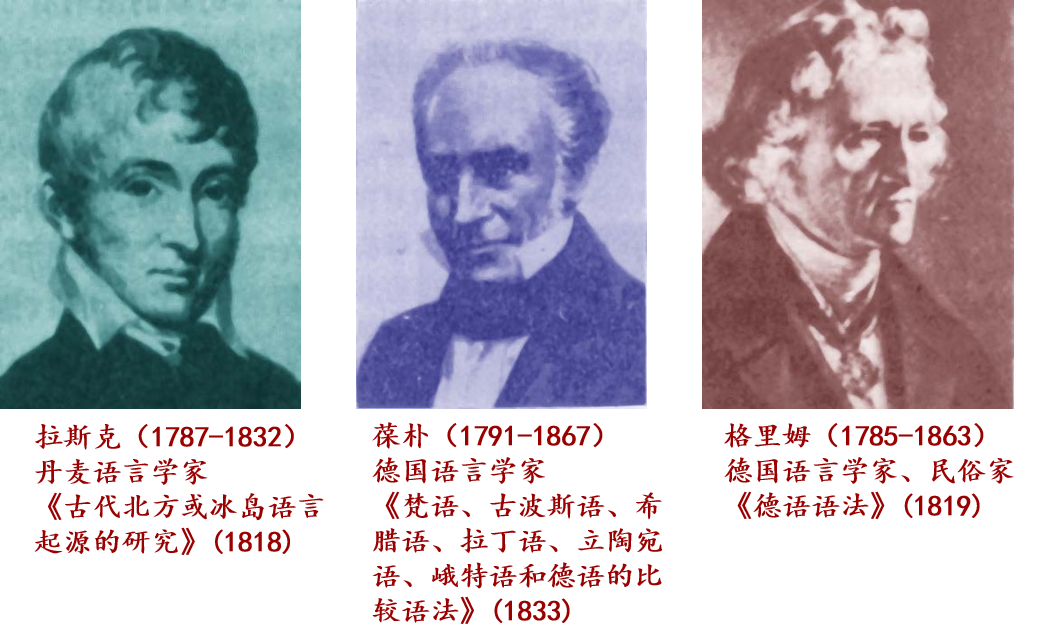 拉斯克（1787-1832）
丹麦语言学家
《古代北方或冰岛语言
起源的研究》(1818)
葆朴（1791-1867）
德国语言学家
《梵语、古波斯语、希
腊语、拉丁语、立陶宛
语、峨特语和德语的比
较语法》(1833)
格里姆（1785-1863）
德国语言学家、民俗家
《德语语法》(1819)